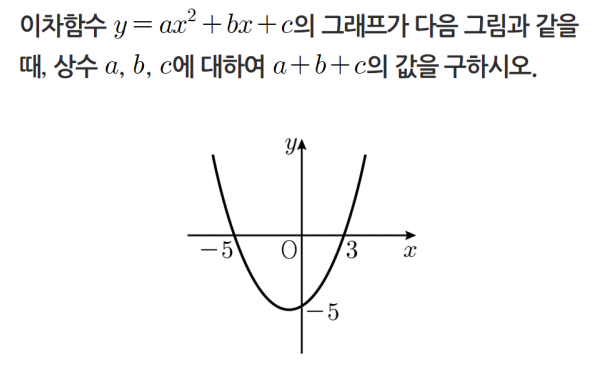 이차함수 y = ax² + bx + c의 그래프가 다음 그림과 같을
때, 상수 a, b, c에 대하여 a+b+c의 값을 구하시오.
y
-5 O 3 x
-5